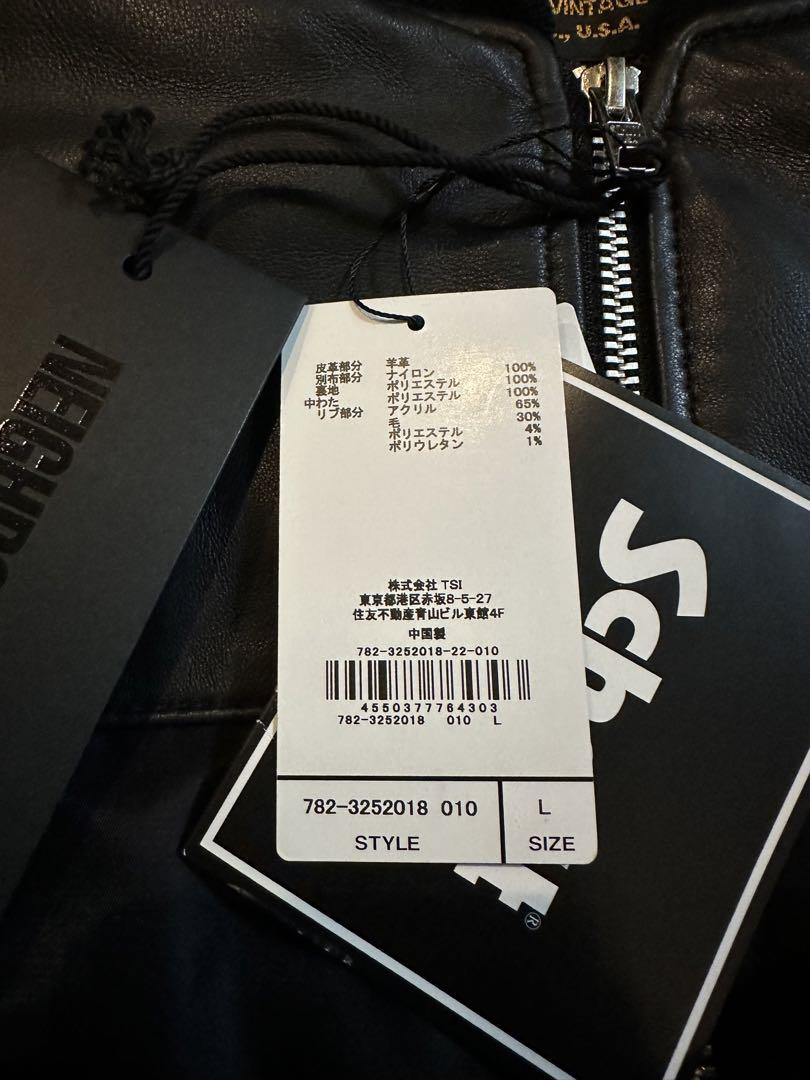 VINTAGE
., U.S.A.
皮革部分 羊革 100%
別布部分 ナイロン 100%
裏地 ポリエステル 100%
中わた ポリエステル 65%
リブ部分 アクリル 30%
毛 4%
ポリエステル 1%
ポリウレタン
株式会社 TSI
東京都港区赤坂8-5-27
住友不動産青山ビル東館4F
中国製
782-3252018-22-010
4550377764303
782-3252018 010 L
782-3252018 010 L
STYLE SIZE
Sch
t®